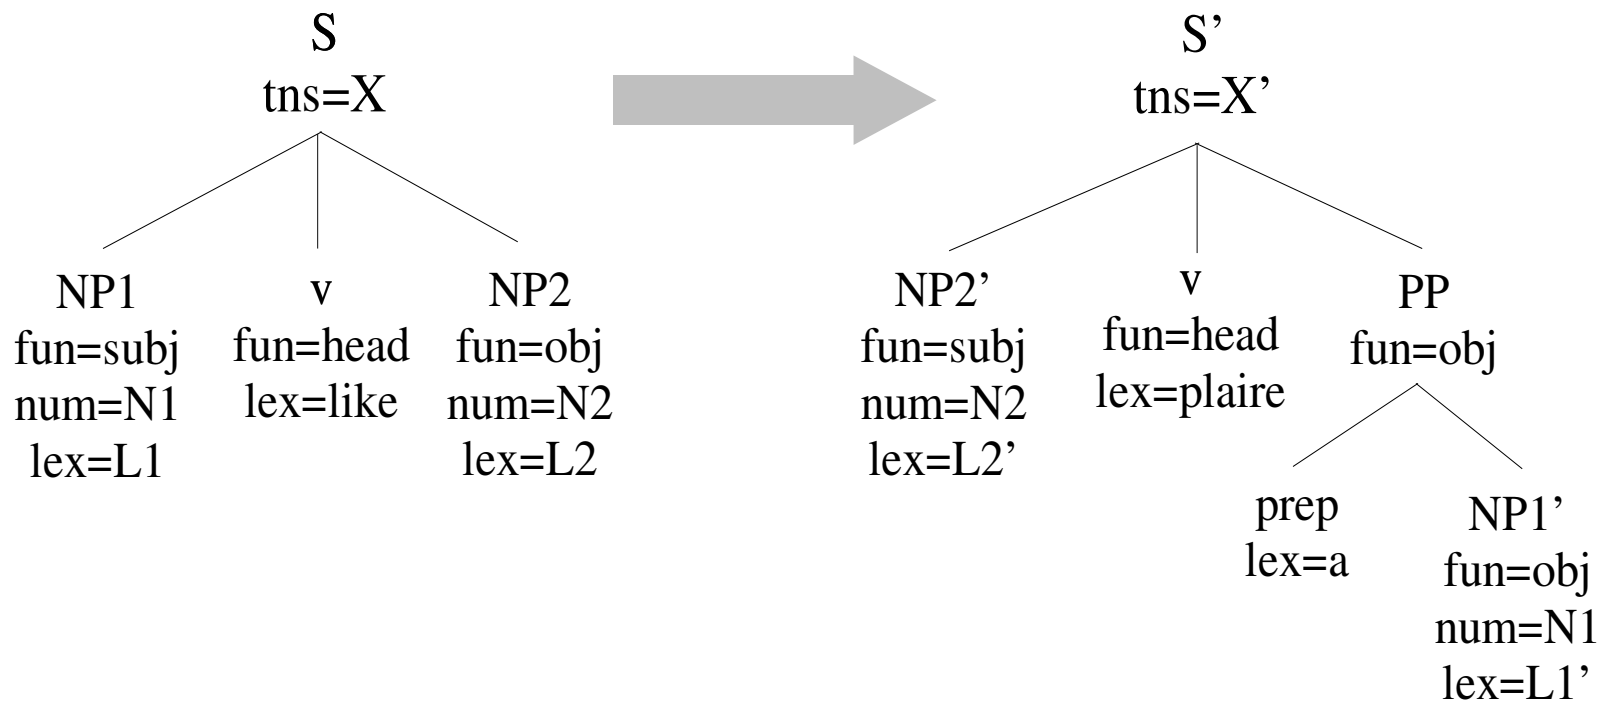 S
tns=X
NP1
fun=subj
num=N1
lex=L1
v
fun=head
lex=like
NP2
fun=obj
num=N2
lex=L2
S’
tns=X’
NP2’
fun=subj
num=N2
lex=L2’
v
fun=head
lex=plaire
PP
fun=obj
prep
lex=a
NP1’
fun=obj
num=N1
lex=L1’